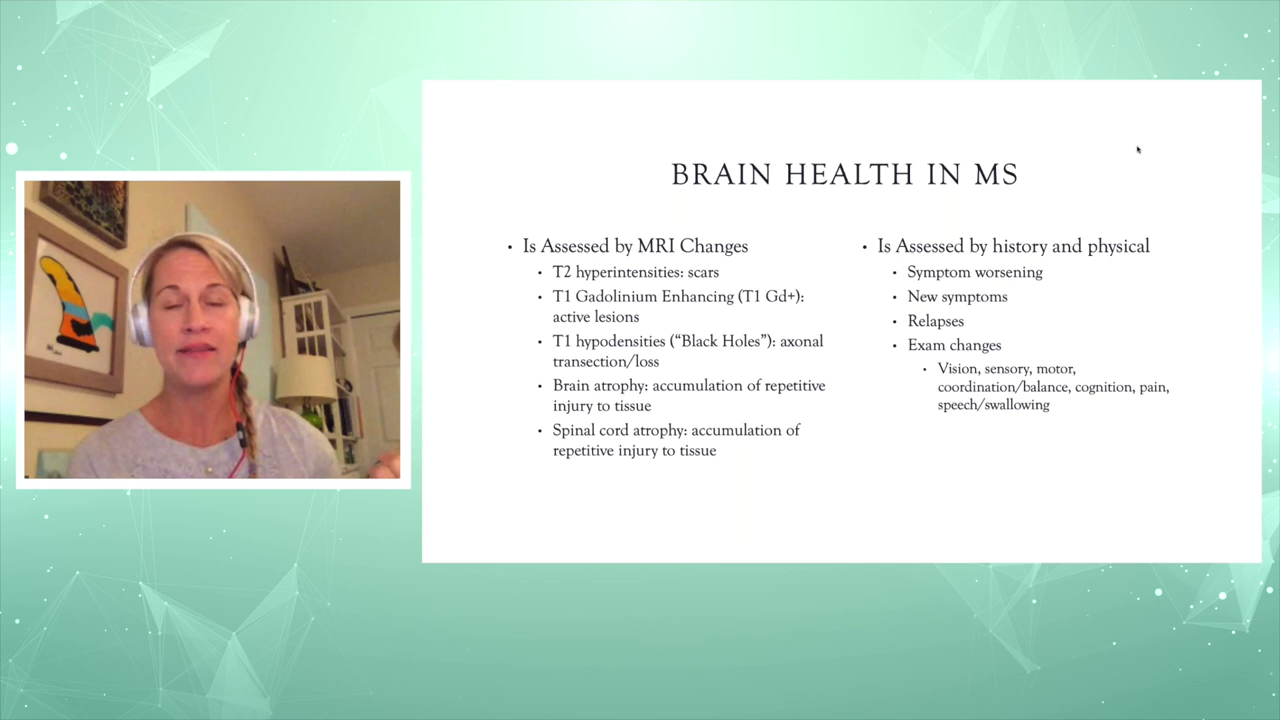 BRAIN HEALTH IN MS
• Is Assessed by MRI Changes
• T2 hyperintensities: scars
• T1 Gadolinium Enhancing (T1 Gd+):
active lesions
• T1 hypodensities (“Black Holes”): axonal
transection/loss
• Brain atrophy: accumulation of repetitive
injury to tissue
• Spinal cord atrophy: accumulation of
repetitive injury to tissue
• Is Assessed by history and physical
• Symptom worsening
• New symptoms
• Relapses
• Exam changes
• Vision, sensory, motor,
coordination/balance, cognition, pain,
speech/swallowing